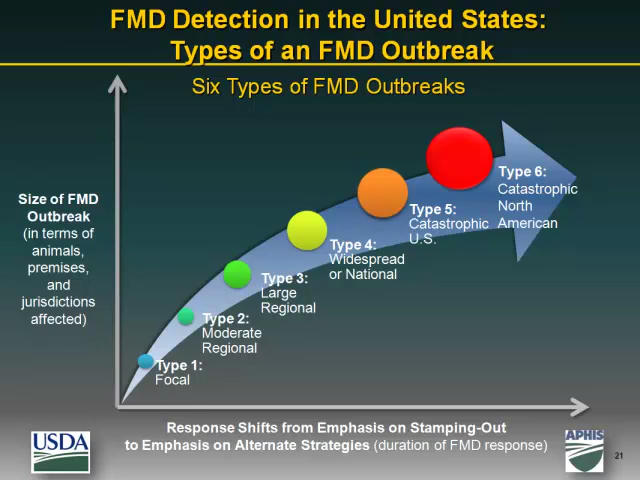 FMD Detection in the United States:
Types of an FMD Outbreak
Six Types of FMD Outbreaks
Size of FMD
Outbreak
(in terms of
animals,
premises,
and
jurisdictions
affected)
Type 6:
Catastrophic
North
American
Type 5:
Catastrophic
U.S.
Type 4:
Widespread
or National
Type 3:
Large
Regional
Type 2:
Moderate
Regional
Type 1:
Focal
Response Shifts from Emphasis on Stamping-Out
to Emphasis on Alternate Strategies (duration of FMD response)
USDA
APHIS
21